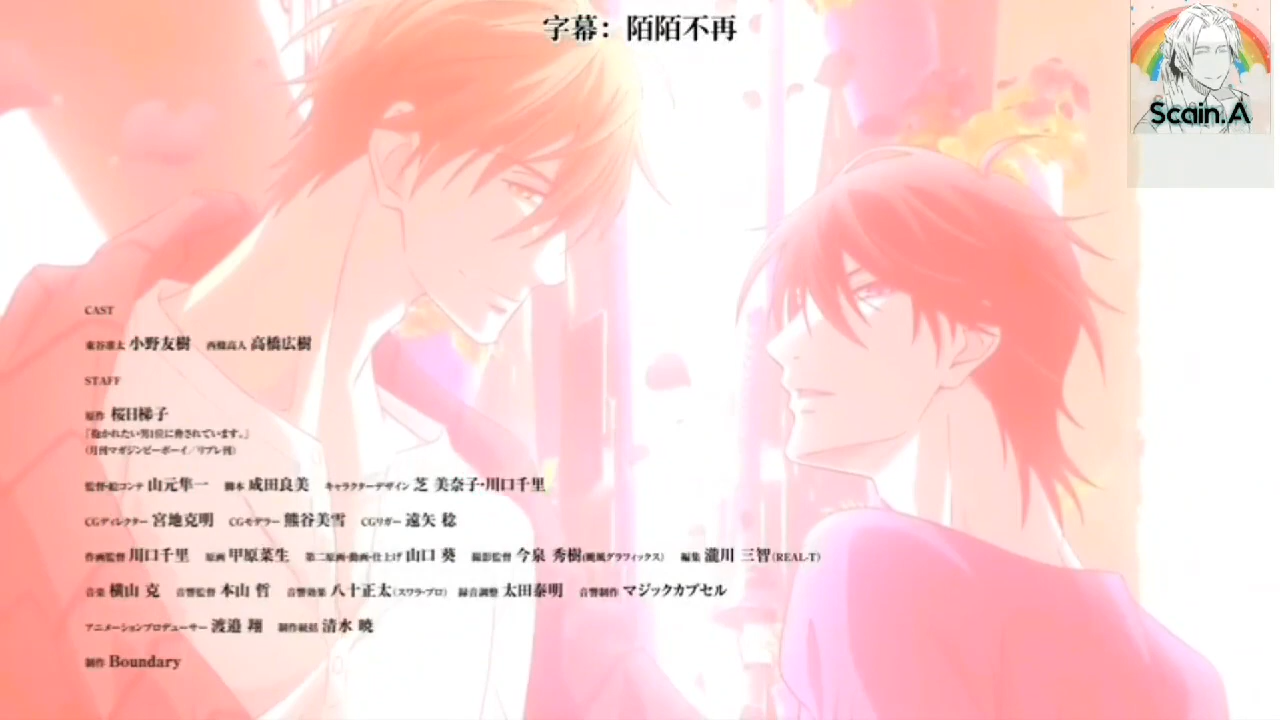 字幕：陌陌不再
Scain.A
CAST
東谷准太 小野友樹 西條高人 高橋広樹
STAFF
原作 桜日梯子
「抱かれたい男1位に脅されています。」
（月刊マガジンビーボーイ／リブレ刊）
監督・絵コンテ 山元隼一 脚本 成田良美 キャラクターデザイン 芝 美奈子・川口千里
CGディレクター 宮地克明 CGモデラー 熊谷美雪 CGリガー 遠矢 稔
作画監督 川口千里 原画 甲原菜生 第二原画・動画・仕上げ 山口 葵 撮影監督 今泉 秀樹(颱風グラフィックス) 編集 瀧川 三智(REAL-T)
音楽 横山 克 音響監督 本山 哲 音響効果 八十正太（スワラ・プロ） 録音調整 太田泰明 音響制作 マジックカプセル
アニメーションプロデューサー 渡邉 翔 制作統括 清水 暁
制作 Boundary